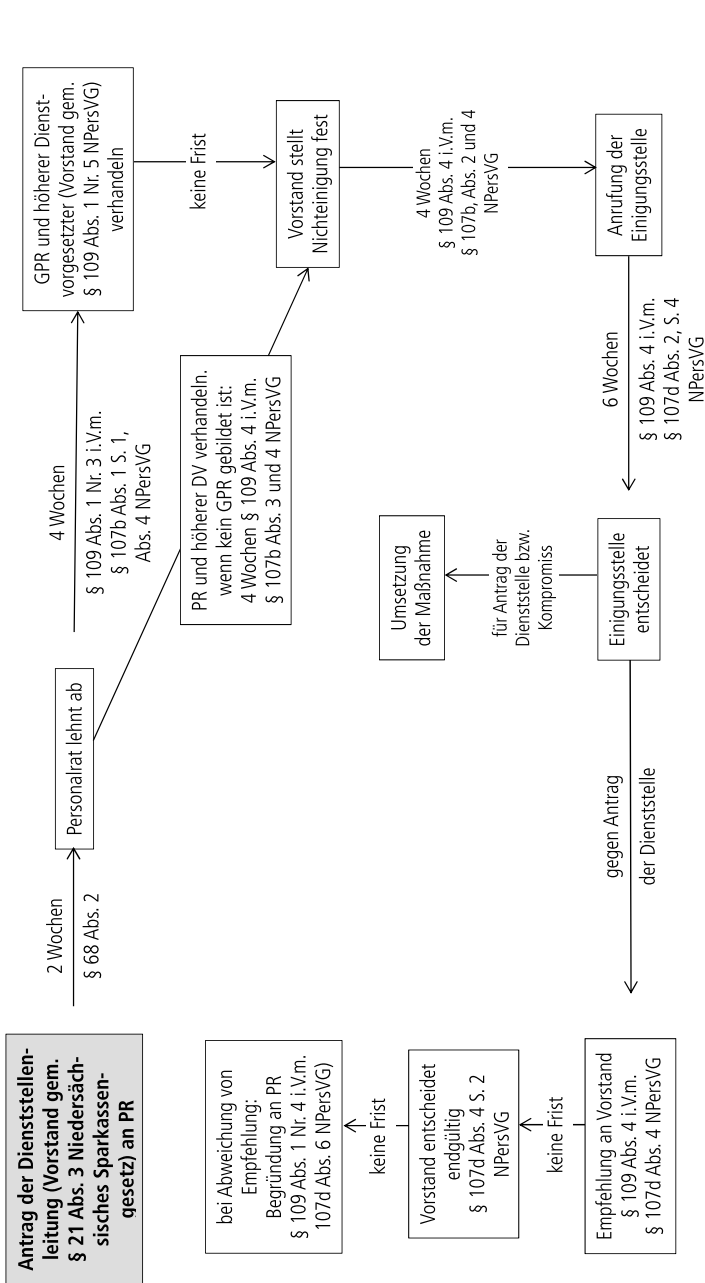 Antrag der Dienststellen-
leitung (Vorstand gem.
§ 21 Abs. 3 Niedersäch-
sisches Sparkassen-
gesetz) an PR
2 Wochen
§ 68 Abs. 2
Personalrat lehnt ab
4 Wochen
§ 109 Abs. 1 Nr. 3 i.V.m.
§ 107b Abs. 1 S. 1,
Abs. 4 NPersVG
GPR und höherer Dienst-
vorgesetzter (Vorstand gem.
§ 109 Abs. 1 Nr. 5 NPersVG)
verhandeln
keine Frist
PR und höherer DV verhandeln.
wenn kein GPR gebildet ist:
4 Wochen § 109 Abs. 4 i.V.m.
§ 107b Abs. 3 und 4 NPersVG
Vorstand stellt
Nichteinigung fest
4 Wochen
§ 109 Abs. 4 i.V.m.
§ 107b, Abs. 2 und 4
NPersVG
Anrufung der
Einigungsstelle
6 Wochen
§ 109 Abs. 4 i.V.m.
§ 107d Abs. 2, S. 4
NPersVG
Einigungsstelle
entscheidet
für Antrag der
Dienststelle bzw.
Kompromiss
Umsetzung
der Maßnahme
gegen Antrag
der Dienststelle
Empfehlung an Vorstand
§ 109 Abs. 4 i.V.m.
§ 107d Abs. 4 NPersVG
keine Frist
Vorstand entscheidet
endgültig
§ 107d Abs. 4 S. 2
NPersVG
keine Frist
bei Abweichung von
Empfehlung:
Begründung an PR
§ 109 Abs. 1 Nr. 4 i.V.m.
107d Abs. 6 NPersVG)